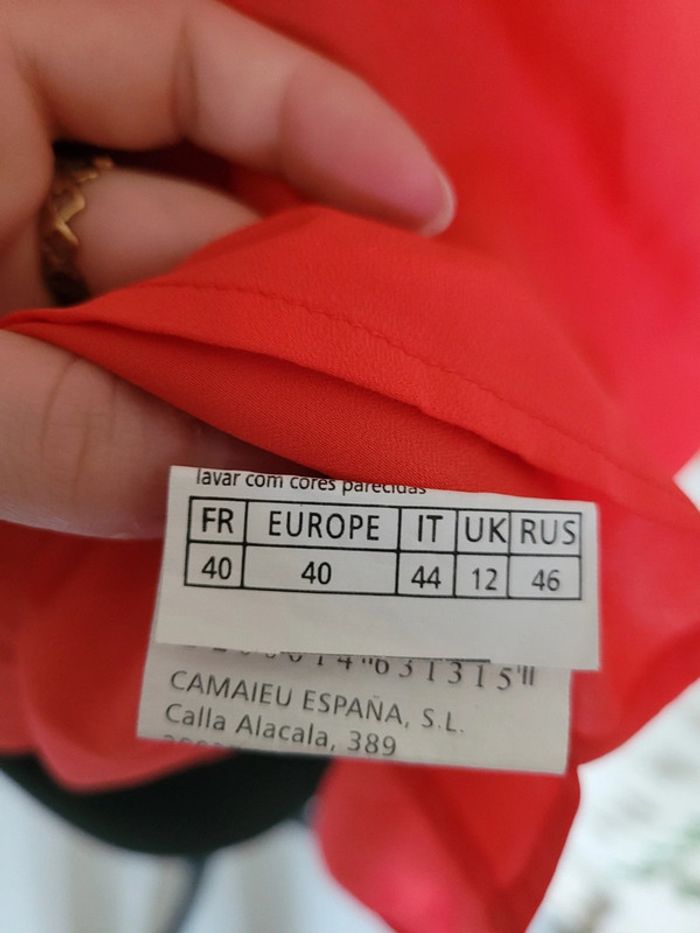 lavar com cores parecidas
FR EUROPE IT UK RUS
40 40 44 12 46
631315
CAMAIEU ESPAÑA, S.L.
Calla Alacala, 389